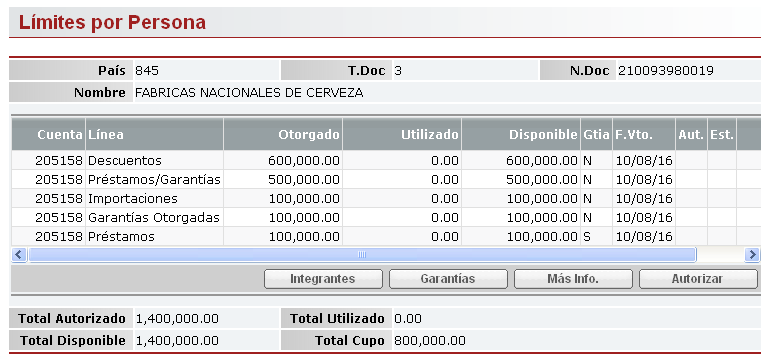 Límites por Persona
País 845 T.Doc 3 N.Doc 210093980019
Nombre FABRICAS NACIONALES DE CERVEZA
Cuenta Línea Otorgado Utilizado Disponible Gtia F.Vto. Aut. Est.
205158 Descuentos 600,000.00 0.00 600,000.00 N 10/08/16
205158 Préstamos/Garantías 500,000.00 0.00 500,000.00 N 10/08/16
205158 Importaciones 100,000.00 0.00 100,000.00 N 10/08/16
205158 Garantías Otorgadas 100,000.00 0.00 100,000.00 N 10/08/16
205158 Préstamos 100,000.00 0.00 100,000.00 S 10/08/16
Integrantes Garantías Más Info. Autorizar
Total Autorizado 1,400,000.00 Total Utilizado 0.00
Total Disponible 1,400,000.00 Total Cupo 800,000.00